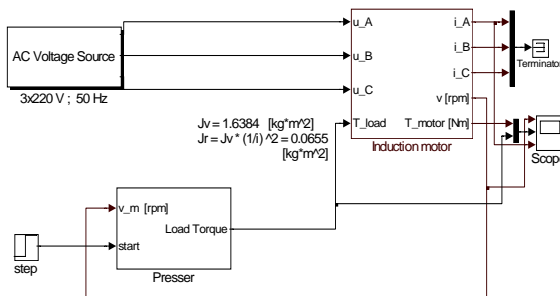 AC Voltage Source
3x220 V ; 50 Hz
u_A
u_B
u_C
T_load
i_A
i_B
i_C
v [rpm]
T_motor [Nm]
Induction motor
Terminator
Scope
Jv = 1.6384 [kg*m^2]
Jr = Jv * (1/i) ^2 = 0.0655
[kg*m^2]
v_m [rpm]
start
Load Torque
Presser
step